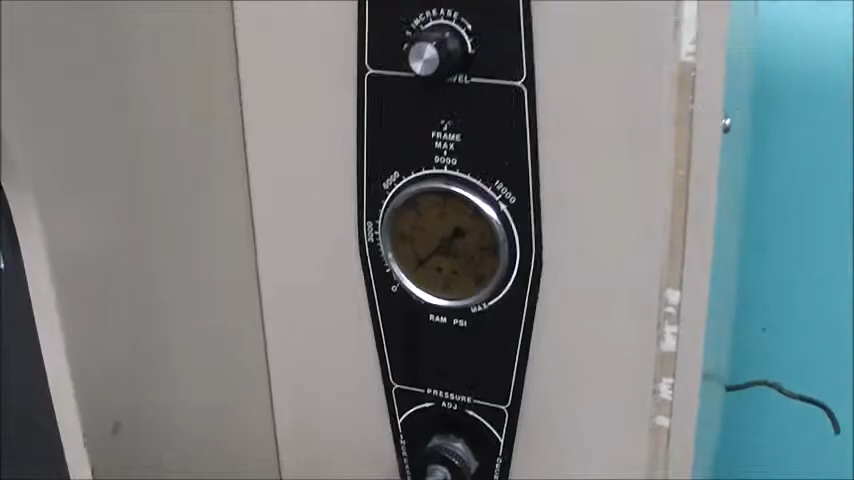 INCREASE
FRAME
MAX
9000
6000
12000
3000
0
MAX
RAM PSI
PRESSURE
ADJ